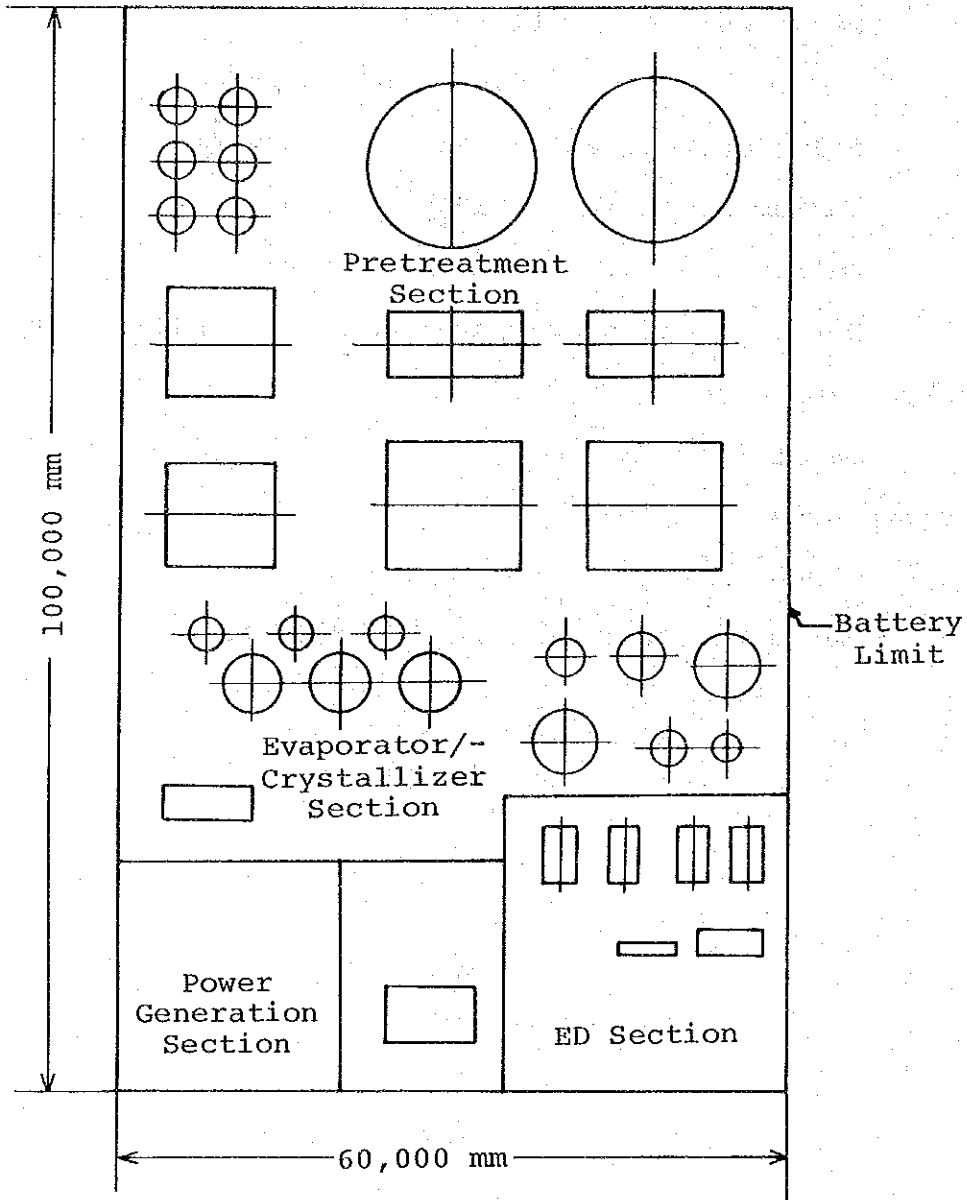 Pretreatment
Section
100,000 mm
Battery
Limit
Evaporator/-
Crystallizer
Section
Power
Generation
Section
ED Section
60,000 mm